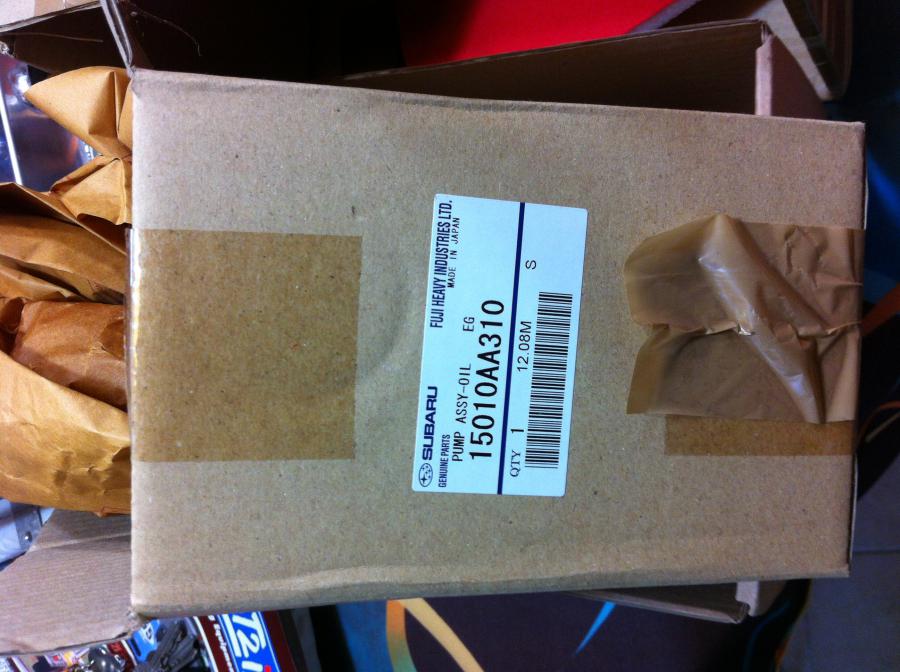 SUBARU
GENUINE PARTS
FUJI HEAVY INDUSTRIES LTD.
MADE IN JAPAN
PUMP ASSY-OIL EG
15010AA310
QTY 1 12.08M S